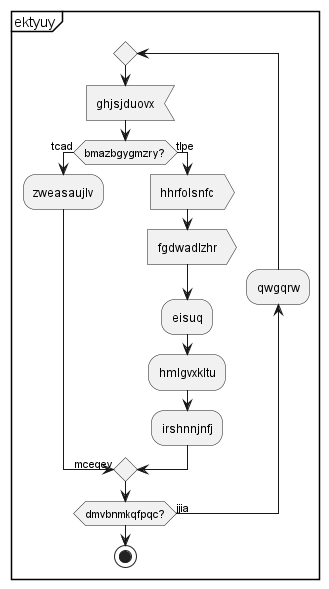 ektyuy
ghjsjduovx
tcad
bmazbgygmzry?
tlpe
zweasaujlv
hhrfolsnfc
fgdwadlzhr
qwgqrw
eisuq
hmlgvxkltu
irshnnjnfj
mceqey
dmvbnmkqfpqc?
jjia